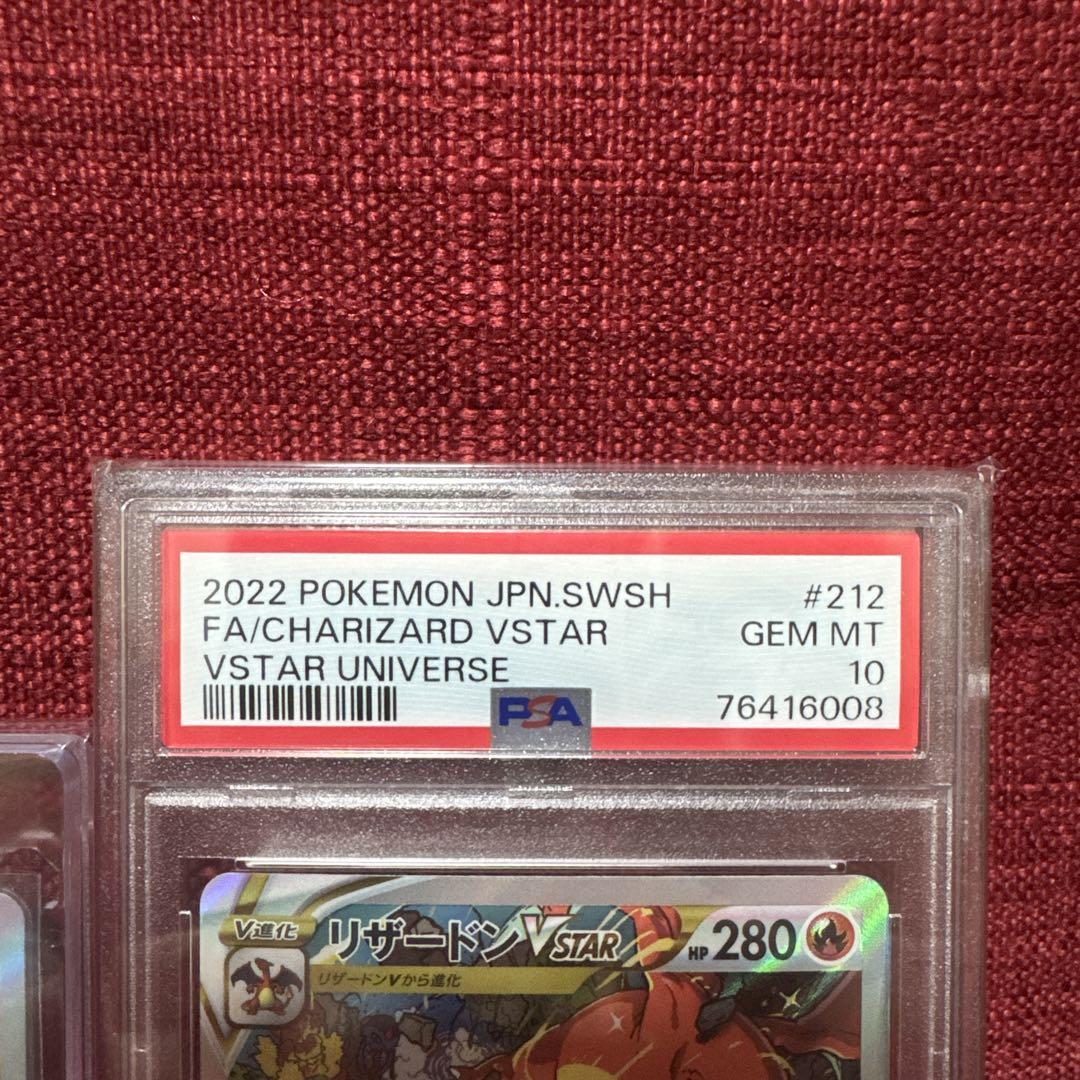 2022 POKEMON JPN.SWSH #212
FA/CHARIZARD VSTAR GEM MT
VSTAR UNIVERSE 10
PSA 76416008
V進化 リザードンVSTAR HP 280
リザードンVから進化